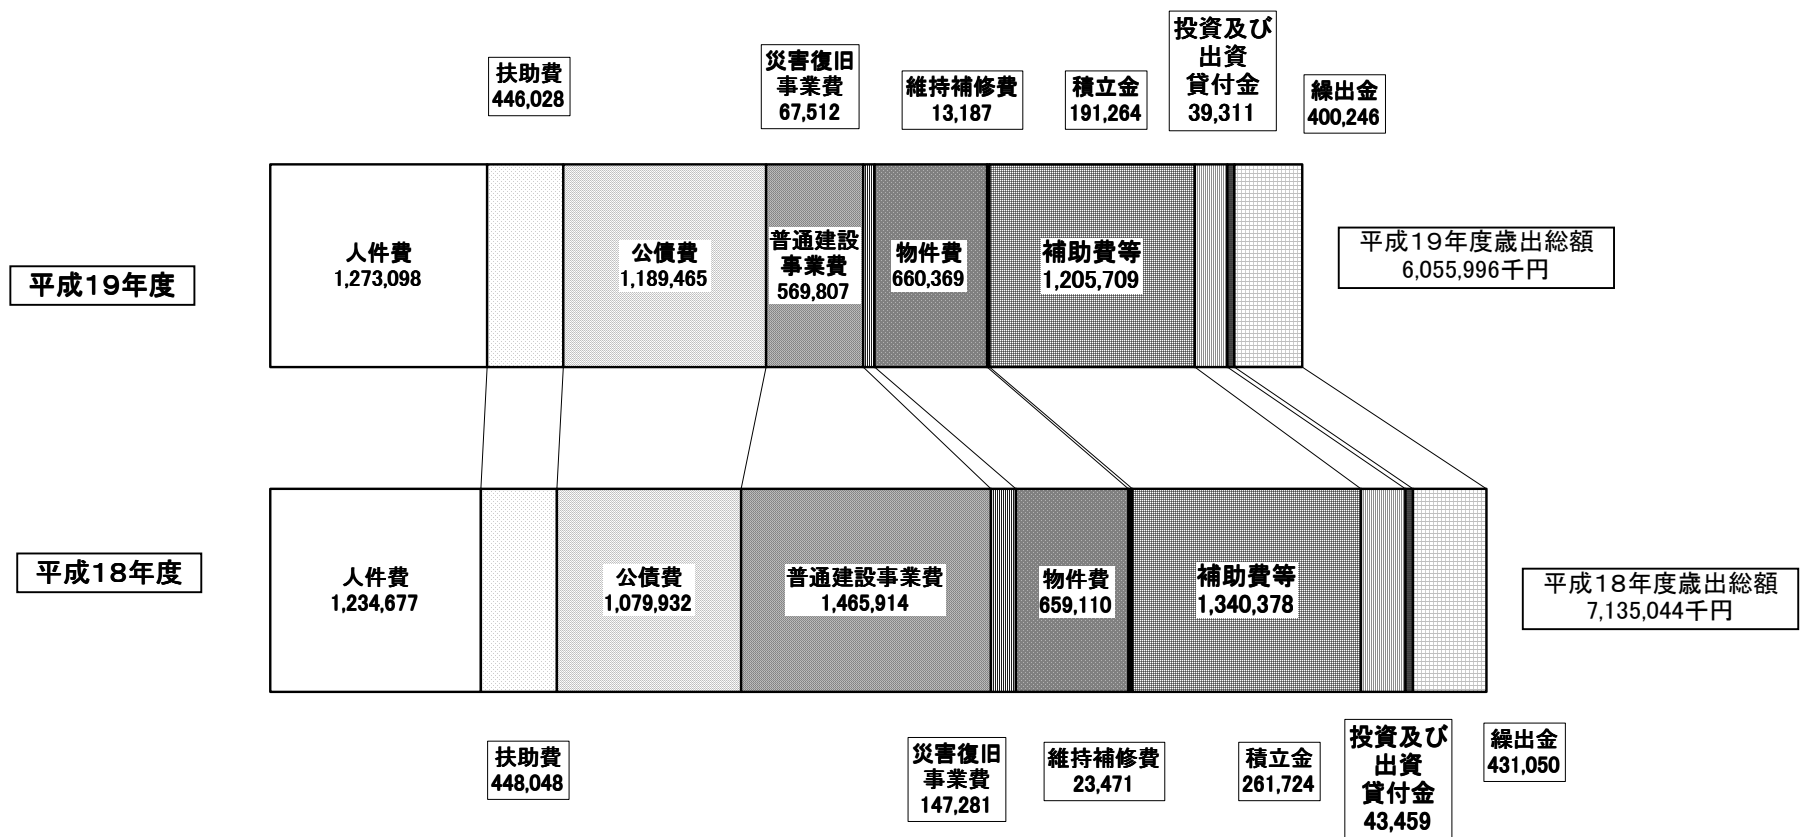 扶助費
446,028
災害復旧
事業費
67,512
維持補修費
13,187
積立金
191,264
投資及び
出資
貸付金
39,311
繰出金
400,246
平成19年度
人件費
1,273,098
公債費
1,189,465
普通建設
事業費
569,807
物件費
660,369
補助費等
1,205,709
平成19年度歳出総額
6,055,996千円
平成18年度
人件費
1,234,677
公債費
1,079,932
普通建設事業費
1,465,914
物件費
659,110
補助費等
1,340,378
平成18年度歳出総額
7,135,044千円
扶助費
448,048
災害復旧
事業費
147,281
維持補修費
23,471
積立金
261,724
投資及び
出資
貸付金
43,459
繰出金
431,050